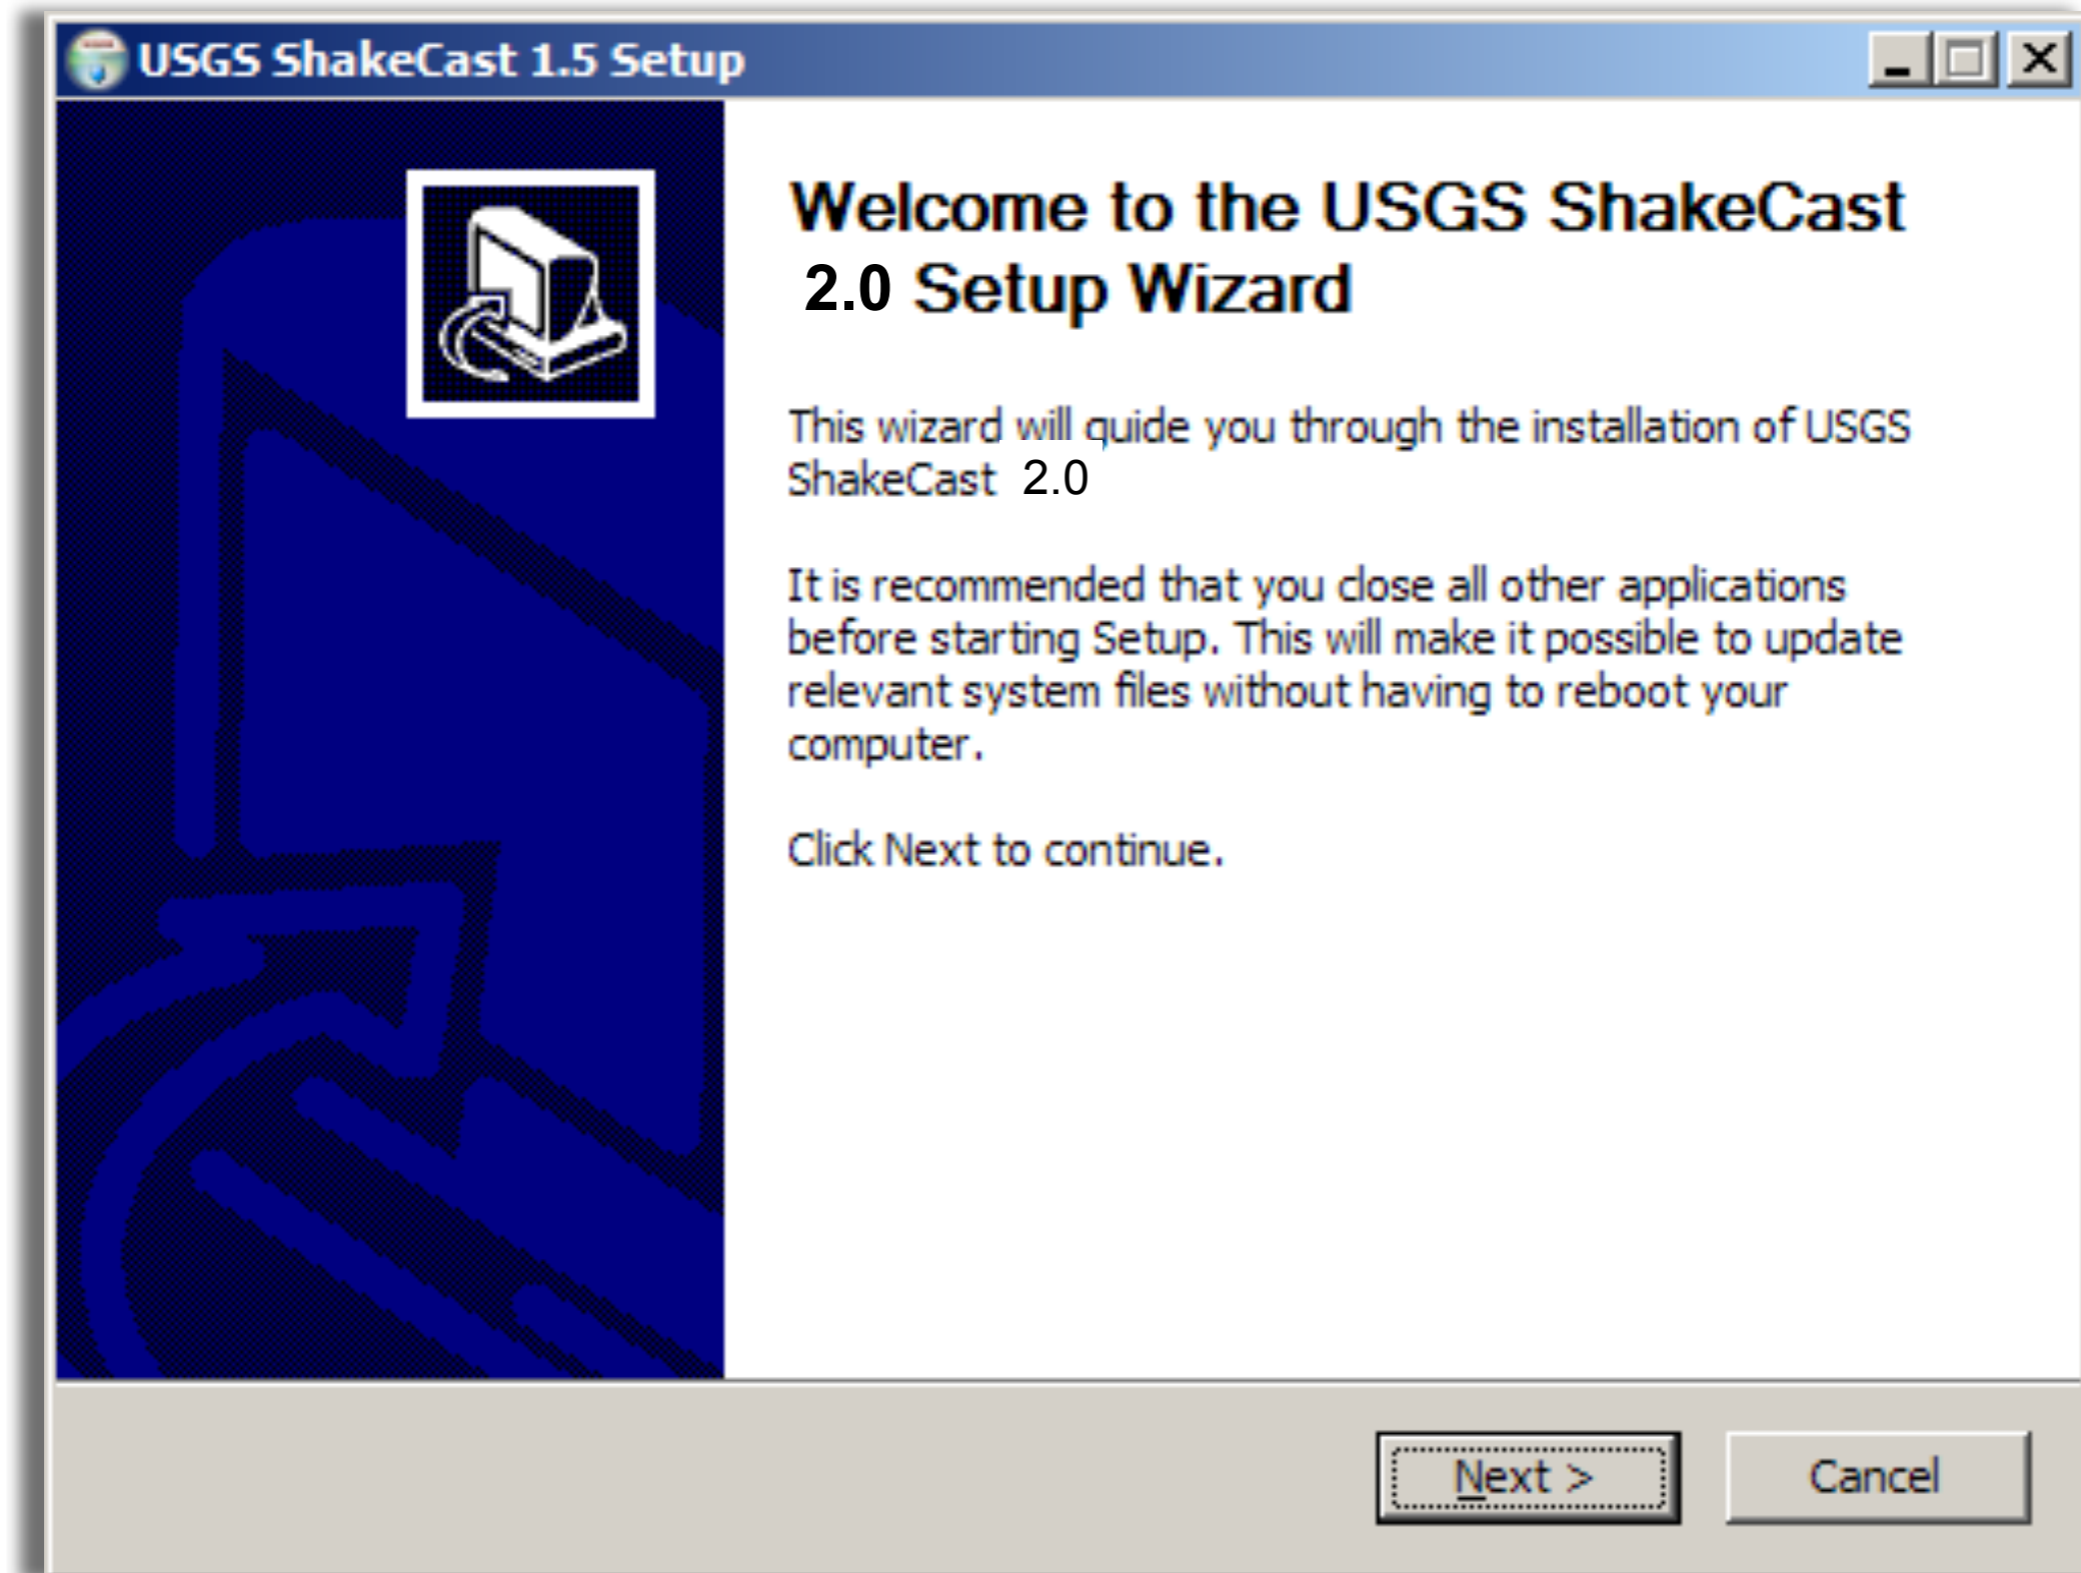 USGS ShakeCast 1.5 Setup
Welcome to the USGS ShakeCast
2.0 Setup Wizard
This wizard will guide you through the installation of USGS
ShakeCast 2.0
It is recommended that you close all other applications
before starting Setup. This will make it possible to update
relevant system files without having to reboot your
computer.
Click Next to continue.
Next >
Cancel